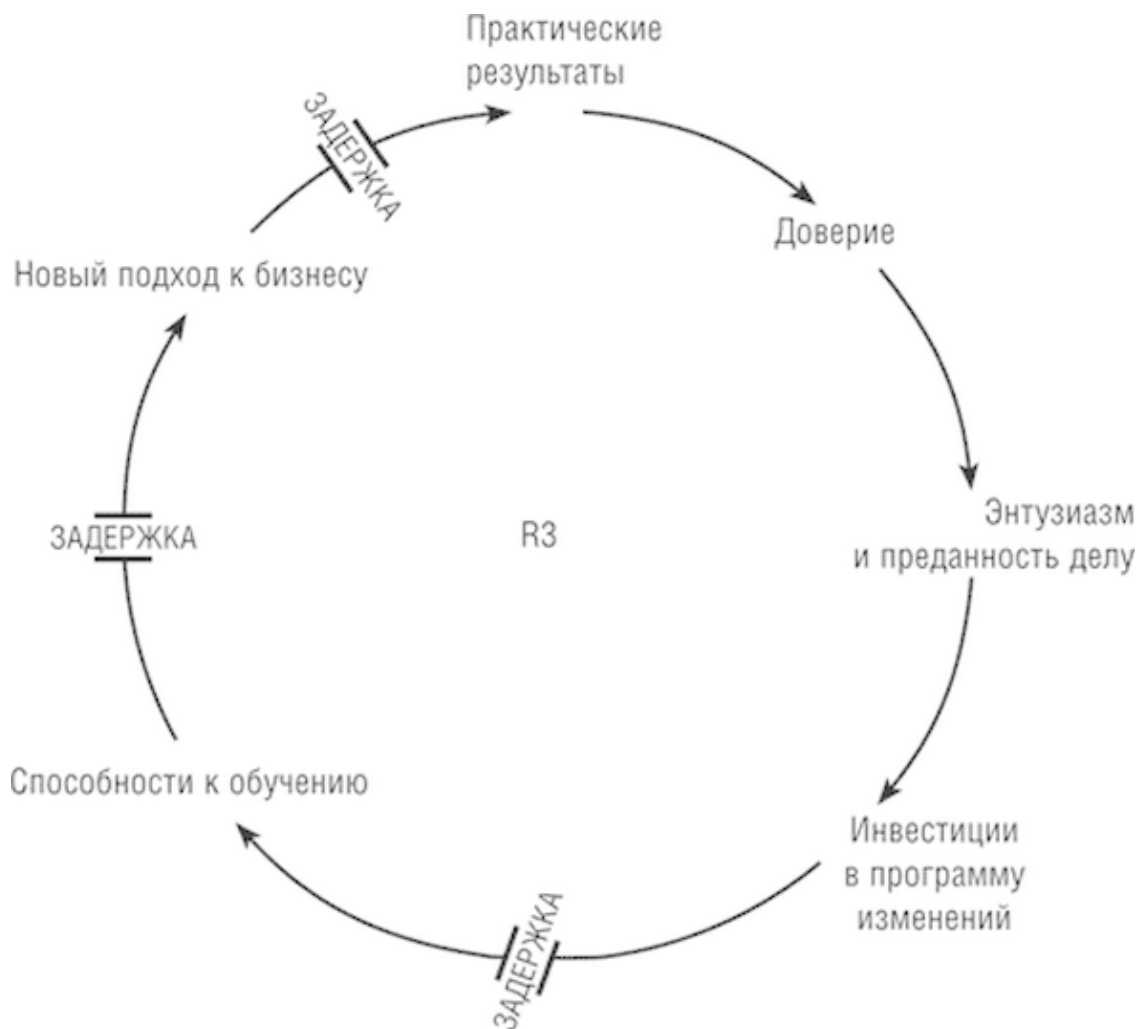 Практические
результаты
ЗАДЕРЖКА
Доверие
Новый подход к бизнесу
Энтузиазм
и преданность делу
ЗАДЕРЖКА
R3
Способности к обучению
Инвестиции
в программу
изменений
ЗАДЕРЖКА